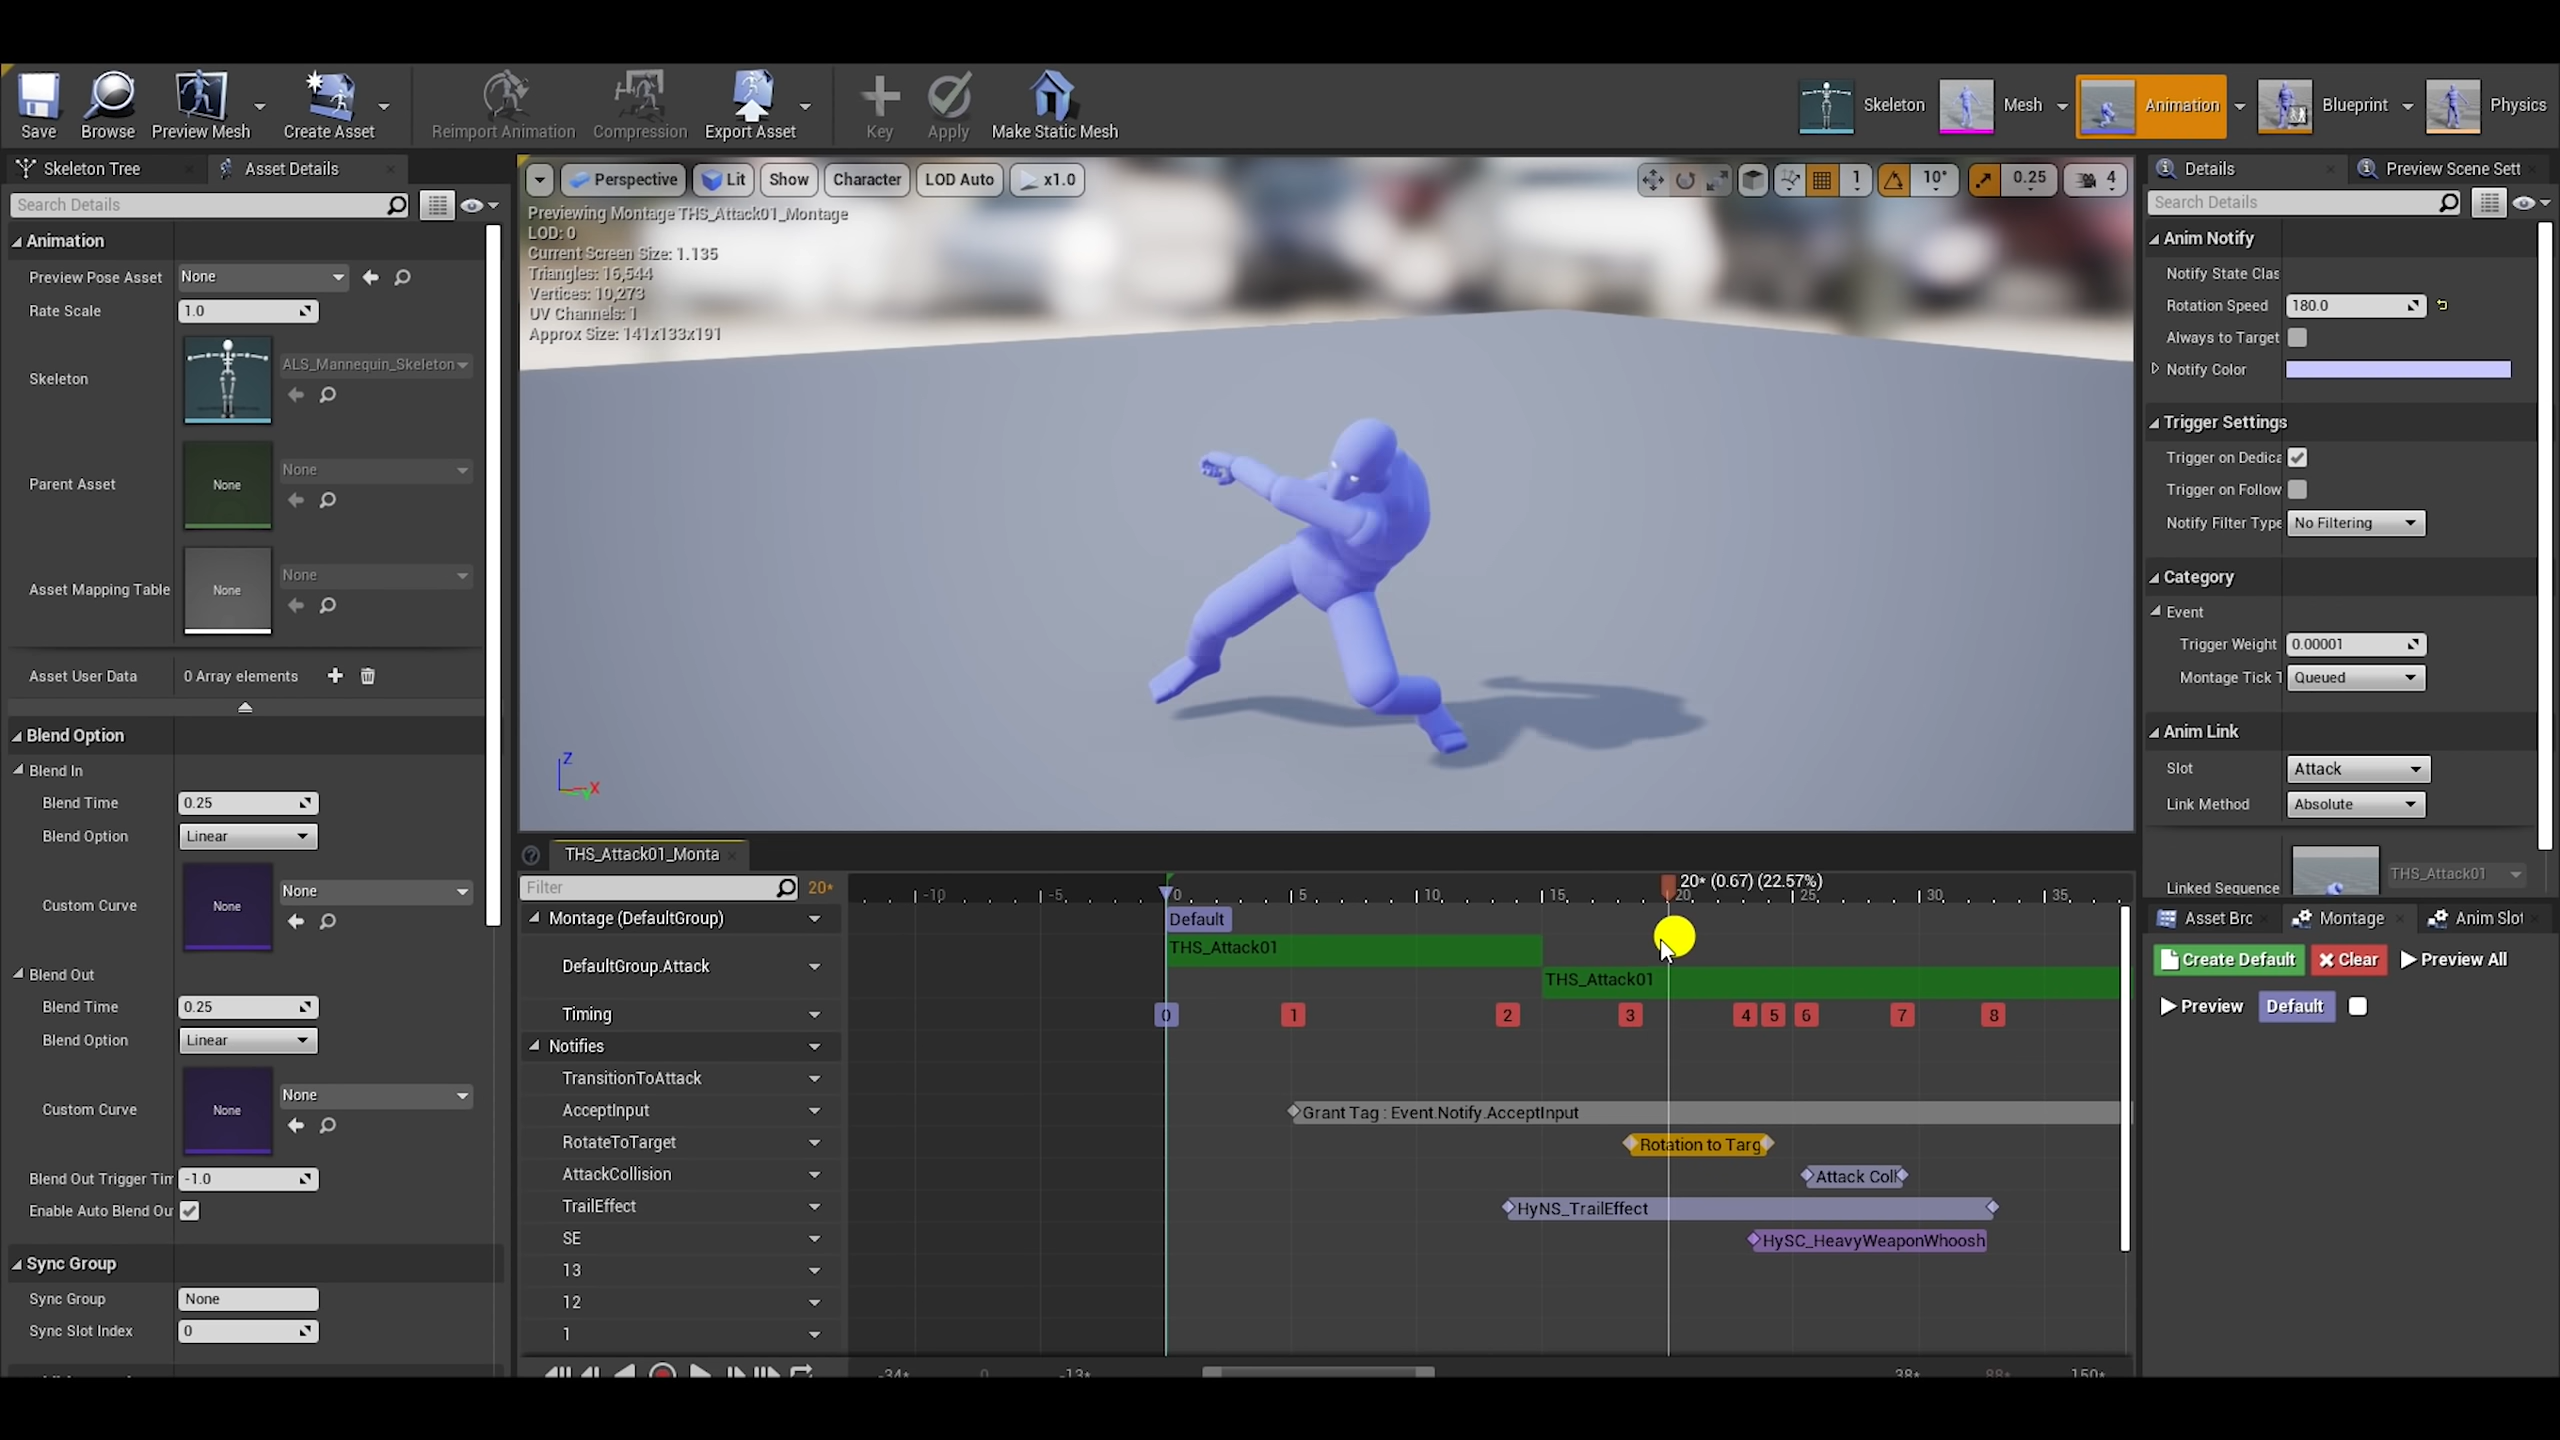 Save
Browse
Preview Mesh
Create Asset
Reimport Animation
Compression
Export Asset
Key
Apply
Make Static Mesh
Skeleton
Mesh
Animation
Blueprint
Physics
Skeleton Tree
Asset Details
Search Details
Animation
Preview Pose Asset
None
Rate Scale
1.0
Skeleton
ALS_Mannequin_Skeleton
Parent Asset
None
None
Asset Mapping Table
None
None
Asset User Data
0 Array elements
Blend Option
Blend In
Blend Time
0.25
Blend Option
Linear
Custom Curve
None
None
Blend Out
Blend Time
0.25
Blend Option
Linear
Custom Curve
None
None
Blend Out Trigger Tim
-1.0
Enable Auto Blend Ou
Sync Group
Sync Group
None
Sync Slot Index
0
Perspective
Lit
Show
Character
LOD Auto
x1.0
1
10°
0.25
4
Previewing Montage THS_Attack01_Montage
LOD: 0
Current Screen Size: 1.135
Triangles: 16,544
Vertices: 10,273
UV Channels: 1
Approx Size: 141x133x191
Z
X
Y
THS_Attack01_Monta
Filter
20*
-10
-5
0
5
10
15
20
25
30
35
20* (0.67) (22.57%)
Montage (DefaultGroup)
Default
DefaultGroup.Attack
THS_Attack01
THS_Attack01
Timing
0
1
2
3
4
5
6
7
8
Notifies
TransitionToAttack
AcceptInput
Grant Tag : Event.Notify.AcceptInput
RotateToTarget
Rotation to Targ
AttackCollision
Attack Coll
TrailEffect
HyNS_TrailEffect
SE
HySC_HeavyWeaponWhoosh
13
12
1
-34*
0
-13*
38*
88*
150*
Details
Preview Scene Sett
Search Details
Anim Notify
Notify State Clas
Rotation Speed
180.0
Always to Target
Notify Color
Trigger Settings
Trigger on Dedica
Trigger on Follow
Notify Filter Type
No Filtering
Category
Event
Trigger Weight
0.00001
Montage Tick T
Queued
Anim Link
Slot
Attack
Link Method
Absolute
Linked Sequence
THS_Attack01
Asset Brc
Montage
Anim Slot
Create Default
Clear
Preview All
Preview
Default